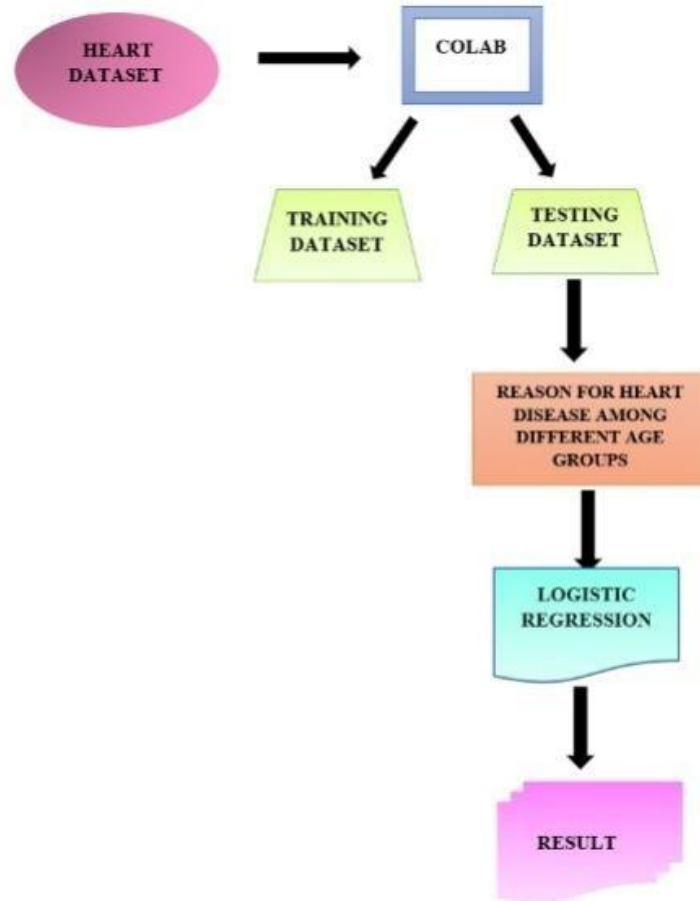 HEART
DATASET
COLAB
TRAINING
DATASET
TESTING
DATASET
REASON FOR HEART
DISEASE AMONG
DIFFERENT AGE
GROUPS
LOGISTIC
REGRESSION
RESULT